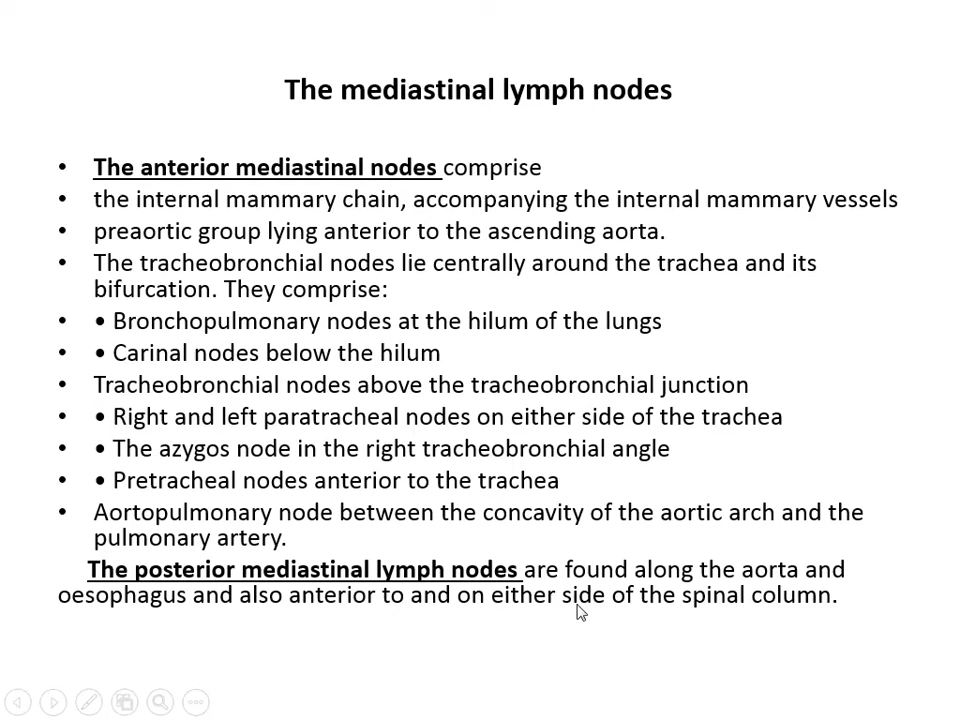 The mediastinal lymph nodes
• The anterior mediastinal nodes comprise
• the internal mammary chain, accompanying the internal mammary vessels
• preaortic group lying anterior to the ascending aorta.
• The tracheobronchial nodes lie centrally around the trachea and its
bifurcation. They comprise:
• • Bronchopulmonary nodes at the hilum of the lungs
• • Carinal nodes below the hilum
• Tracheobronchial nodes above the tracheobronchial junction
• • Right and left paratracheal nodes on either side of the trachea
• • The azygos node in the right tracheobronchial angle
• • Pretracheal nodes anterior to the trachea
• Aortopulmonary node between the concavity of the aortic arch and the
pulmonary artery.
The posterior mediastinal lymph nodes are found along the aorta and
oesophagus and also anterior to and on either side of the spinal column.